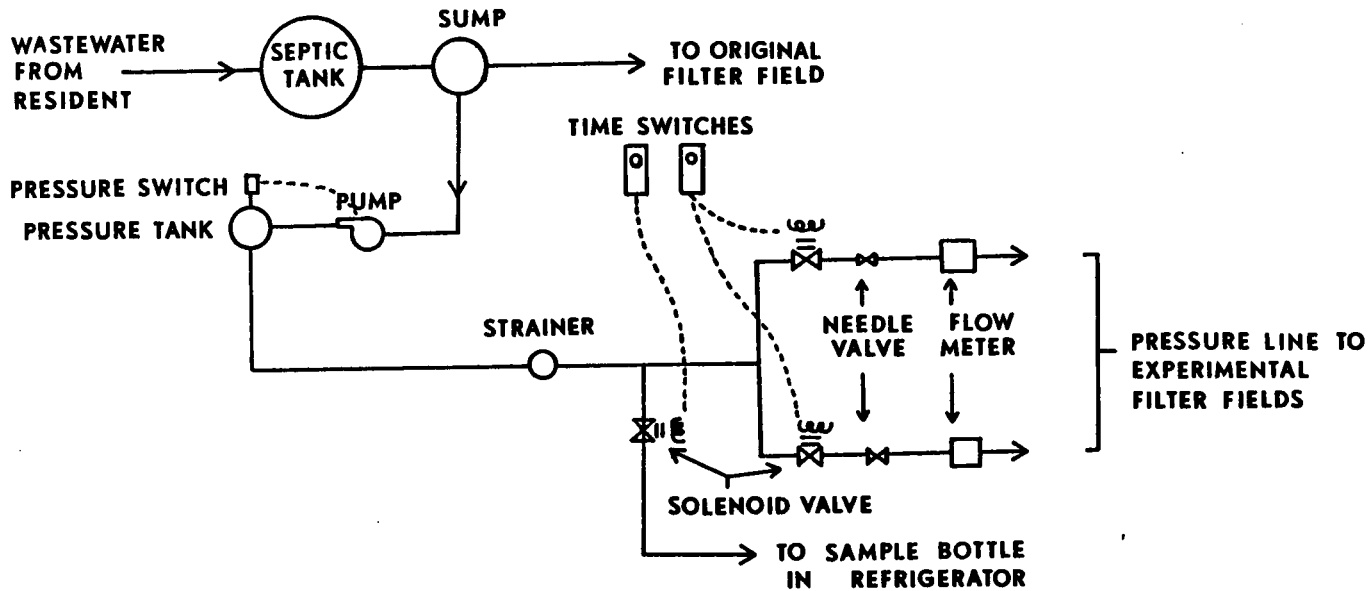 SUMP
WASTEWATER
FROM
RESIDENT
SEPTIC
TANK
TO ORIGINAL
FILTER FIELD
TIME SWITCHES
PRESSURE SWITCH
PUMP
PRESSURE TANK
STRAINER
NEEDLE
VALVE
FLOW
METER
PRESSURE LINE TO
EXPERIMENTAL
FILTER FIELDS
SOLENOID VALVE
TO SAMPLE BOTTLE
IN REFRIGERATOR